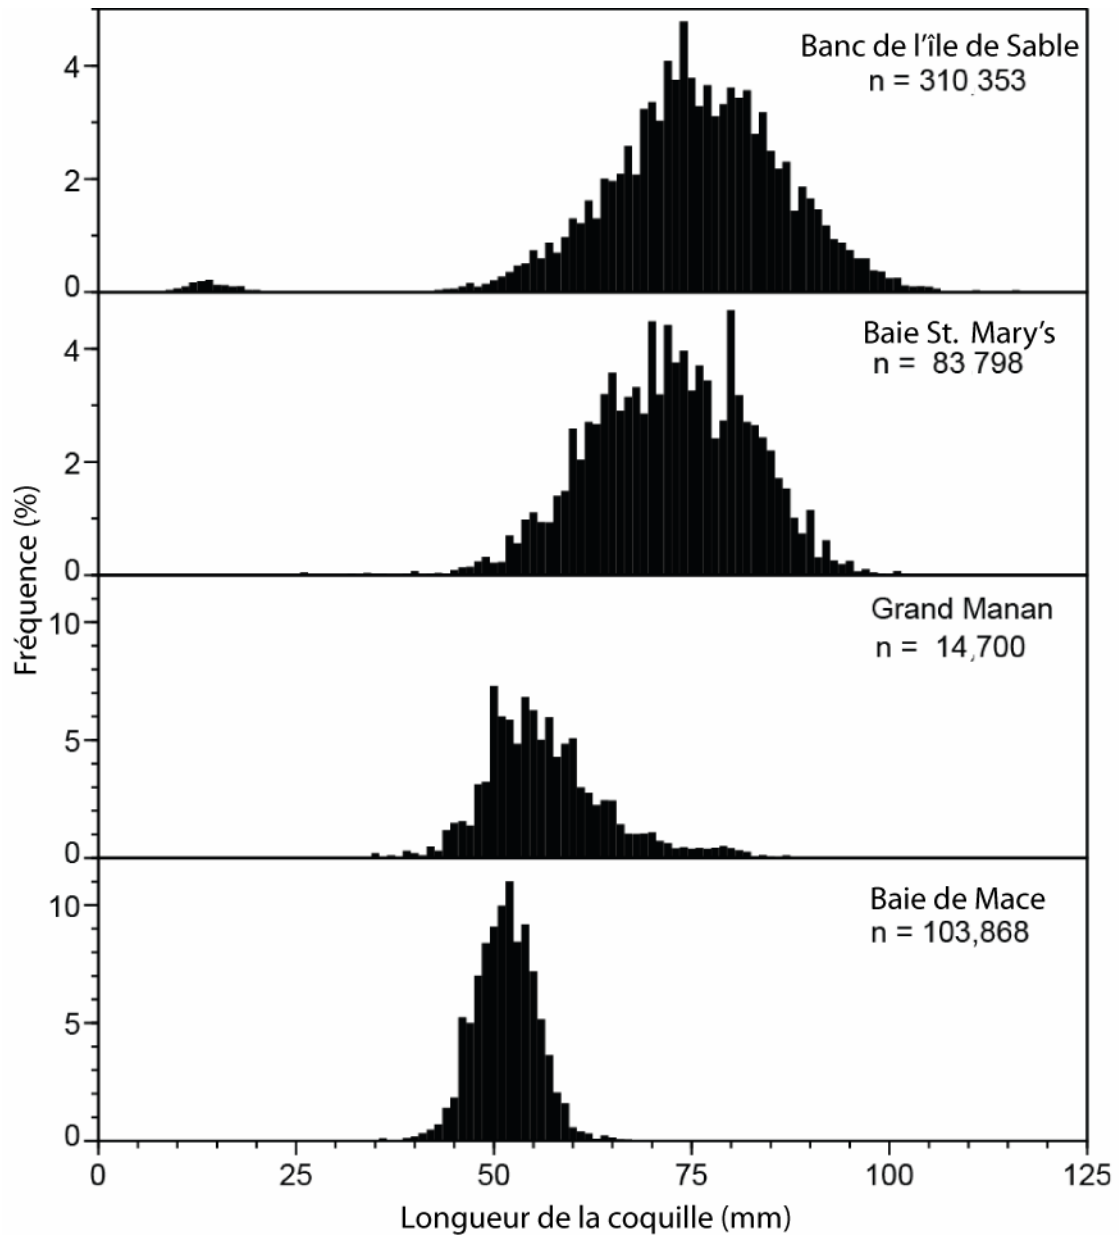 Banc de l'île de Sable
n = 310 353
4
2
0
Baie St. Mary's
n = 83 798
4
2
0
Fréquence (%)
Grand Manan
n = 14,700
10
5
0
Baie de Mace
n = 103,868
10
5
0
0 25 50 75 100 125
Longueur de la coquille (mm)